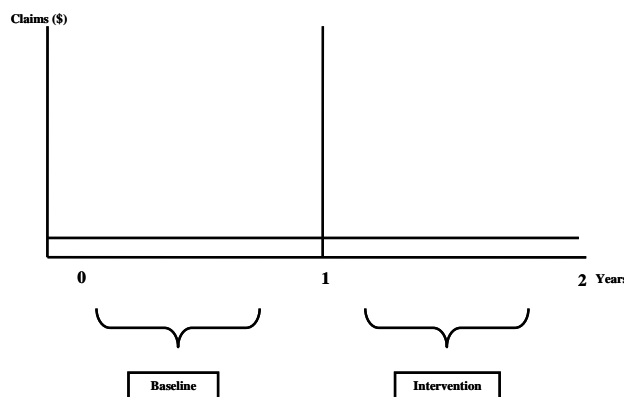 Claims ($)
0 1 2 Years
Baseline Intervention